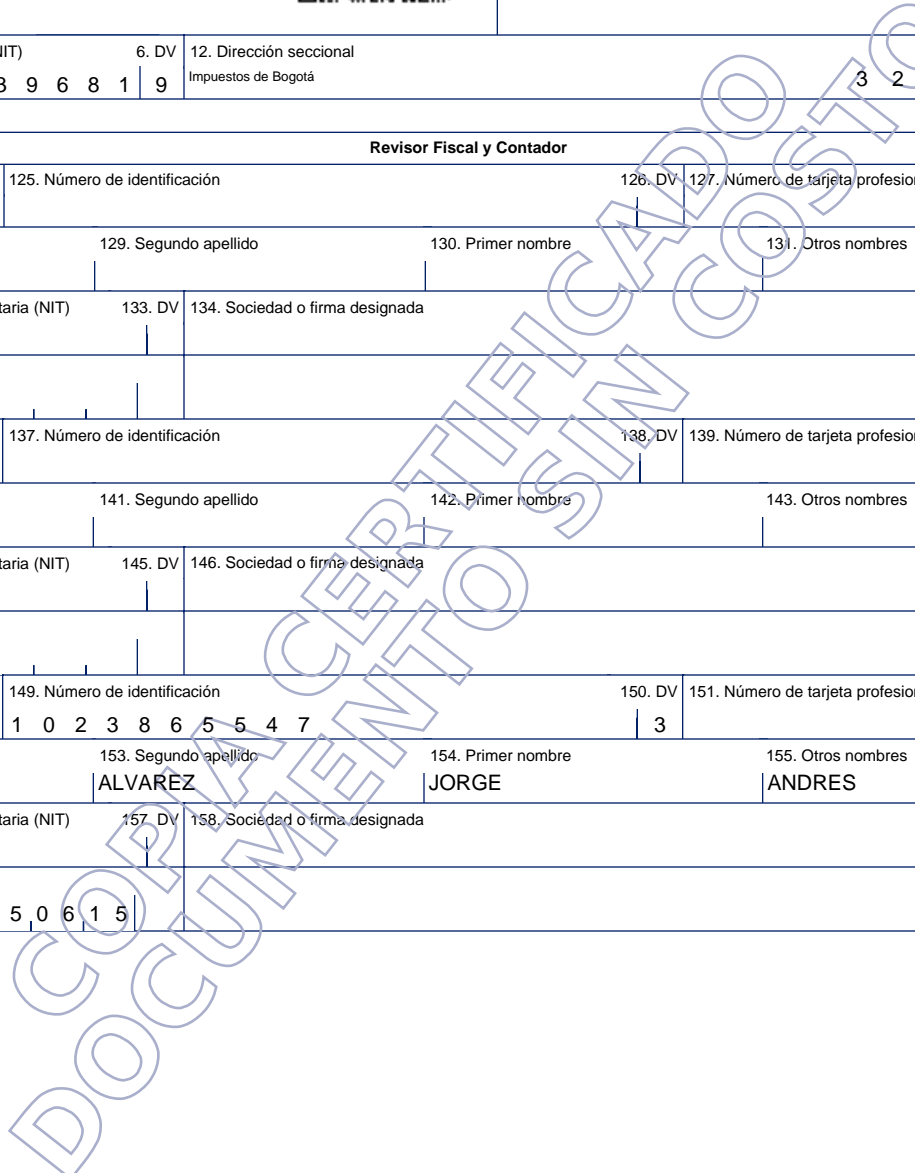 NIT) 6. DV 12. Dirección seccional
3 9 6 8 1 9 Impuestos de Bogotá 3 2
Revisor Fiscal y Contador
125. Número de identificación 126. DV 127. Número de tarjeta profesion
129. Segundo apellido 130. Primer nombre 131. Otros nombres
taria (NIT) 133. DV 134. Sociedad o firma designada
137. Número de identificación 138. DV 139. Número de tarjeta profesion
141. Segundo apellido 142. Primer nombre 143. Otros nombres
taria (NIT) 145. DV 146. Sociedad o firma designada
149. Número de identificación 150. DV 151. Número de tarjeta profesion
1 0 2 3 8 6 5 5 4 7 3
153. Segundo apellido 154. Primer nombre 155. Otros nombres
ALVAREZ JORGE ANDRES
taria (NIT) 157. DV 158. Sociedad o firma designada
5 0 6 1 5
COPIA CERTIFICADO
DOCUMENTO SIN COSTO